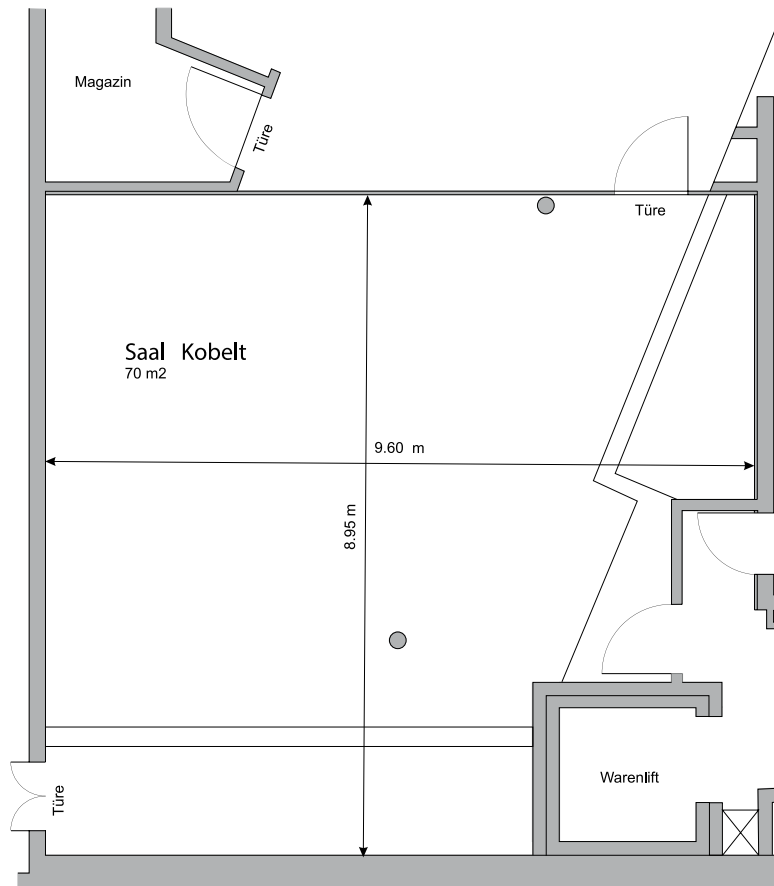 Magazin
Türe
Türe
Saal Kobelt
70 m2
9.60 m
8.95 m
Warenlift
Türe